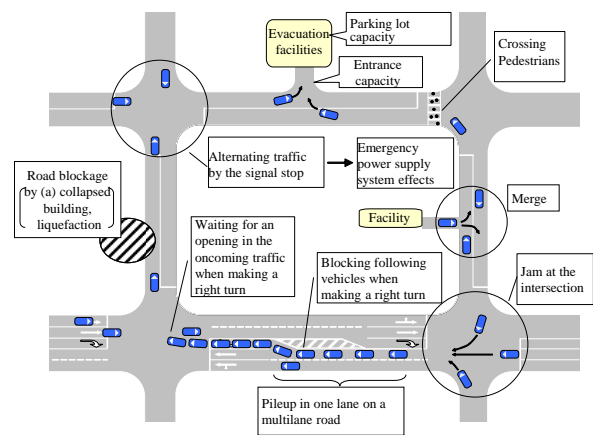 Evacuation
facilities
Parking lot
capacity
Entrance
capacity
Crossing
Pedestrians
Alternating traffic
by the signal stop
Emergency
power supply
system effects
Road blockage
by (a) collapsed
building,
liquefaction
Facility
Merge
Waiting for an
opening in the
oncoming traffic
when making a
right turn
Blocking following
vehicles when
making a right turn
Jam at the
intersection
Pileup in one lane on a
multilane road